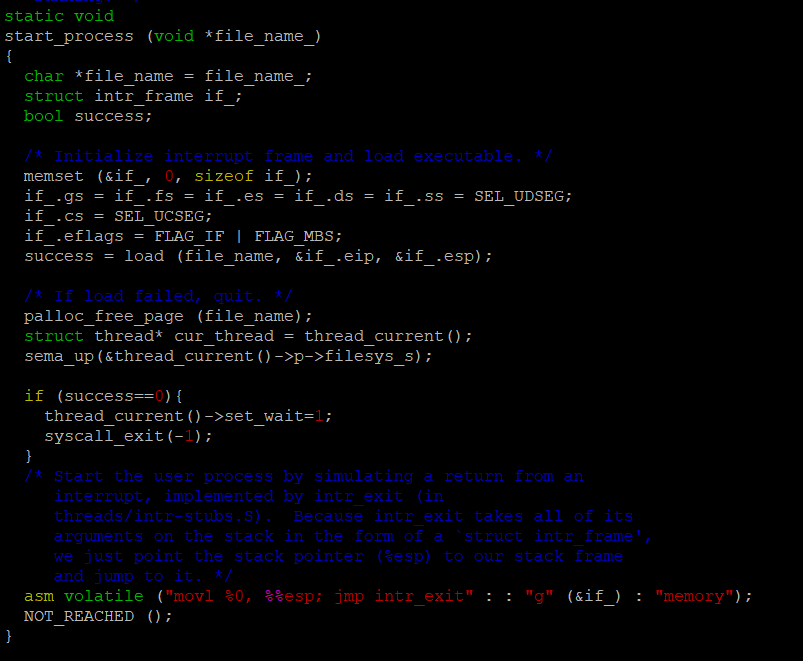 static void
start_process (void *file_name_)
{
  char *file_name = file_name_;
  struct intr_frame if_;
  bool success;

  /* Initialize interrupt frame and load executable. */
  memset (&if_, 0, sizeof if_);
  if_.gs = if_.fs = if_.es = if_.ds = if_.ss = SEL_UDSEG;
  if_.cs = SEL_UCSEG;
  if_.eflags = FLAG_IF | FLAG_MBS;
  success = load (file_name, &if_.eip, &if_.esp);

  /* If load failed, quit. */
  palloc_free_page (file_name);
  struct thread* cur_thread = thread_current();
  sema_up(&thread_current()->p->filesys_s);

  if (success==0){
    thread_current()->set_wait=1;
    syscall_exit(-1);
  }
  /* Start the user process by simulating a return from an
     interrupt, implemented by intr_exit (in
     threads/intr-stubs.S).  Because intr_exit takes all of its
     arguments on the stack in the form of a `struct intr_frame',
     we just point the stack pointer (%esp) to our stack frame
     and jump to it. */
  asm volatile ("movl %0, %%esp; jmp intr_exit" : : "g" (&if_) : "memory");
  NOT_REACHED ();
}